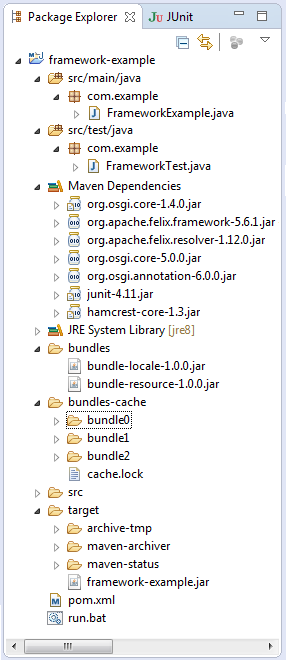 Package Explorer JUnit
framework-example
src/main/java
com.example
FrameworkExample.java
src/test/java
com.example
FrameworkTest.java
Maven Dependencies
org.osgi.core-1.4.0.jar
org.apache.felix.framework-5.6.1.jar
org.apache.felix.resolver-1.12.0.jar
org.osgi.core-5.0.0.jar
org.osgi.annotation-6.0.0.jar
junit-4.11.jar
hamcrest-core-1.3.jar
JRE System Library [jre8]
bundles
bundle-locale-1.0.0.jar
bundle-resource-1.0.0.jar
bundles-cache
bundle0
bundle1
bundle2
cache.lock
src
target
archive-tmp
maven-archiver
maven-status
framework-example.jar
pom.xml
run.bat